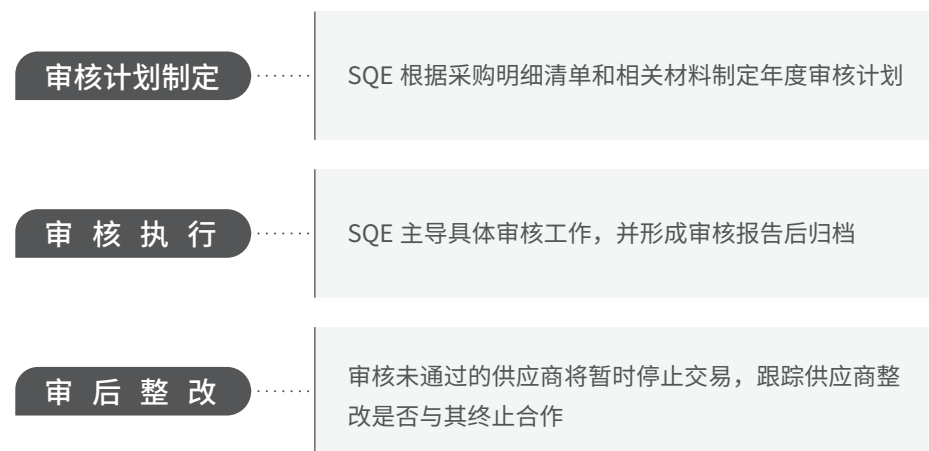 审核计划制定
SQE 根据采购明细清单和相关材料制定年度审核计划
审核执行
SQE 主导具体审核工作，并形成审核报告后归档
审后整改
审核未通过的供应商将暂时停止交易，跟踪供应商整
改是否与其终止合作